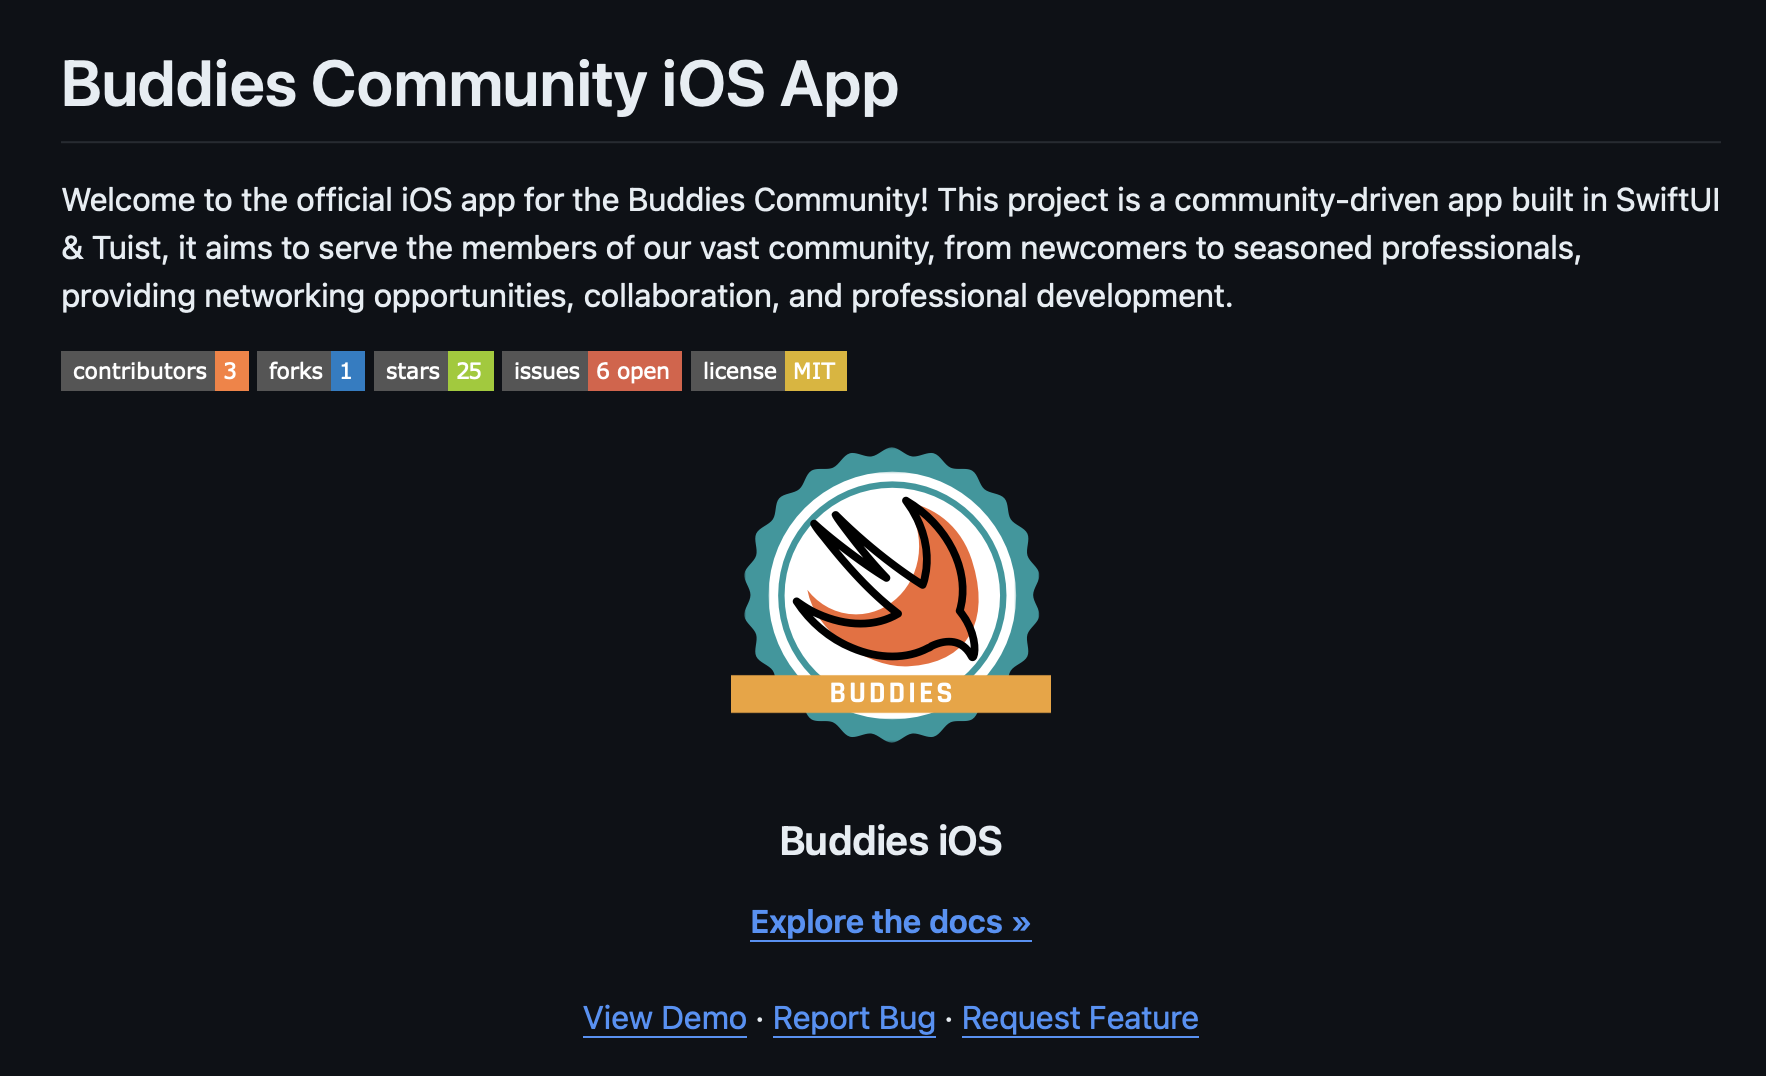 Buddies Community iOS App
Welcome to the official iOS app for the Buddies Community! This project is a community-driven app built in SwiftUI
& Tuist, it aims to serve the members of our vast community, from newcomers to seasoned professionals,
providing networking opportunities, collaboration, and professional development.
contributors 3 forks 1 stars 25 issues 6 open license MIT
BUDDIES
Buddies iOS
Explore the docs »
View Demo · Report Bug · Request Feature